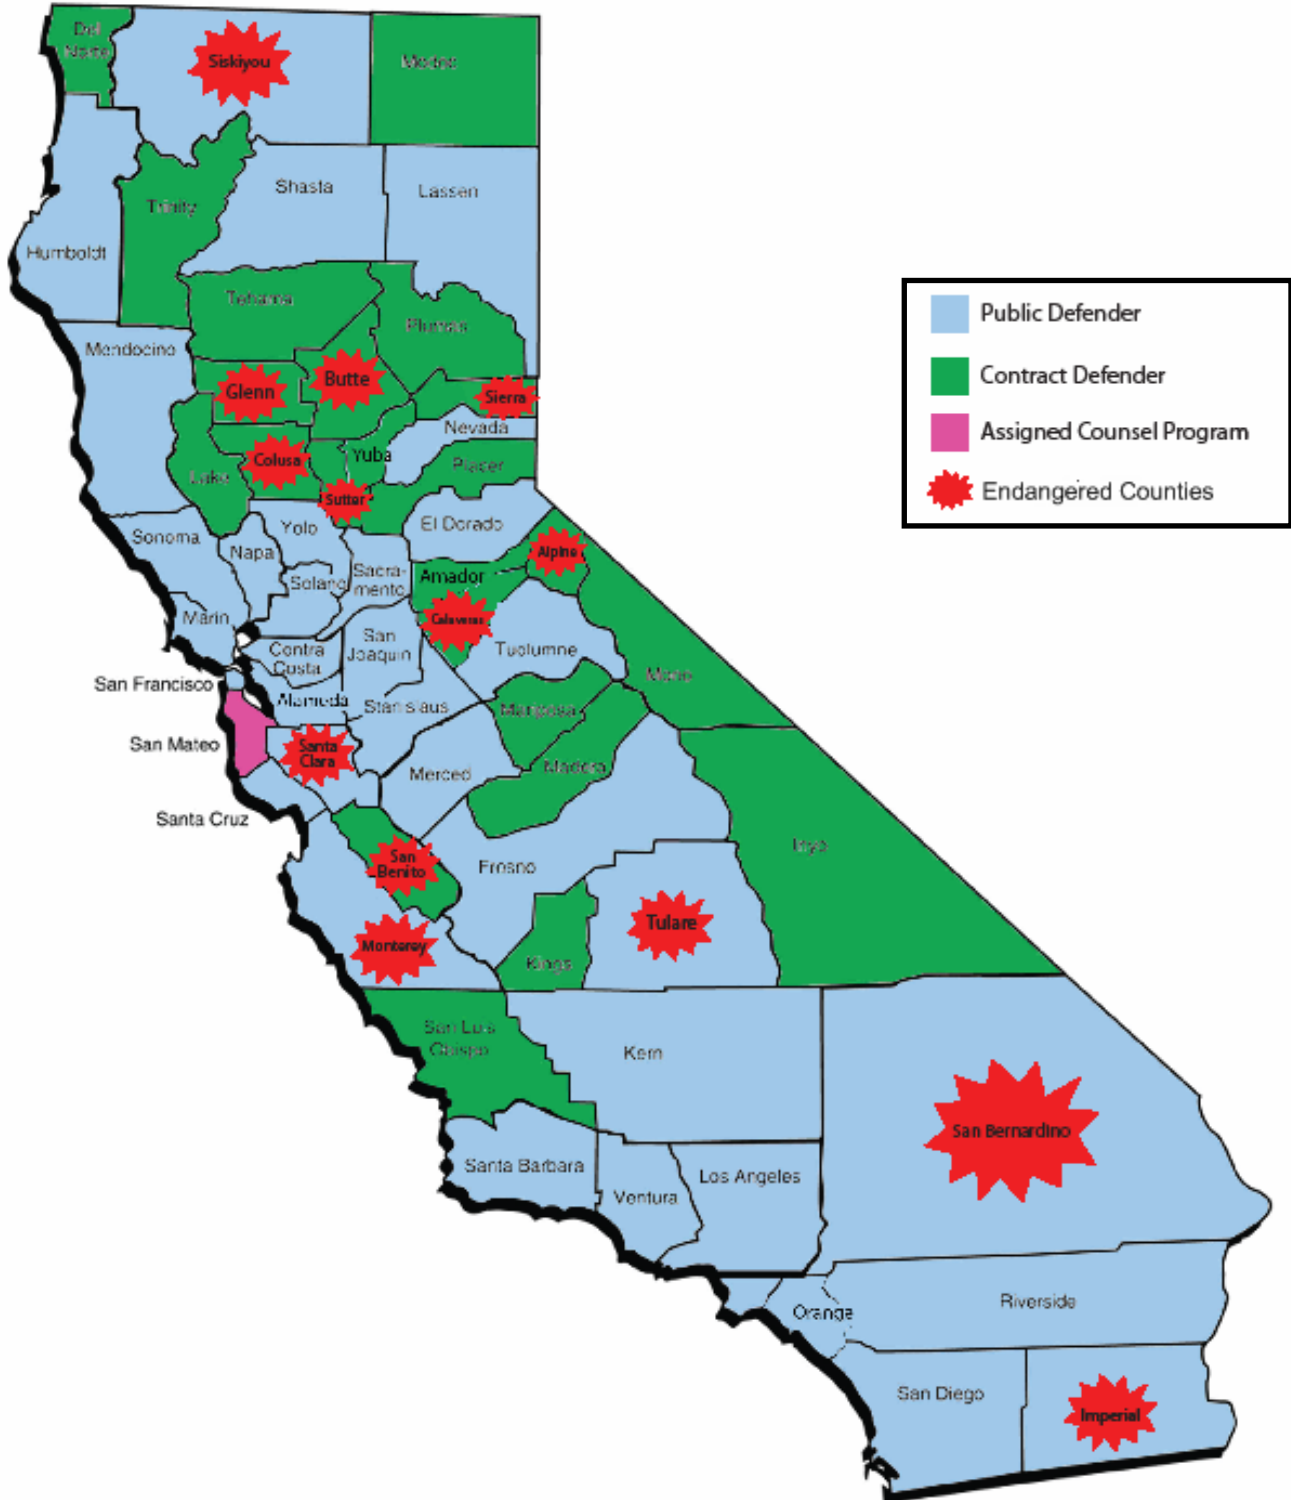 Del
Norte
Siskiyou
Modoc
Shasta
Lassen
Trinity
Humboldt
Tehama
Plumas
Mendocino
Glenn
Butte
Sierra
Nevada
Colusa
Yuba
Placer
Lake
Sutter
El Dorado
Yolo
Sonoma
Napa
Alpine
Sacra-
mento
Amador
Solano
Marin
Calaveras
San
Joaquin
Contra
Costa
Tuolumne
Mono
San Francisco
Alameda
Stanislaus
Mariposa
San Mateo
Santa
Clara
Merced
Madera
Santa Cruz
Inyo
San
Benito
Fresno
Tulare
Monterey
Kings
San Luis
Obispo
Kern
San Bernardino
Santa Barbara
Los Angeles
Ventura
Riverside
Orange
San Diego
Imperial
Public Defender
Contract Defender
Assigned Counsel Program
Endangered Counties